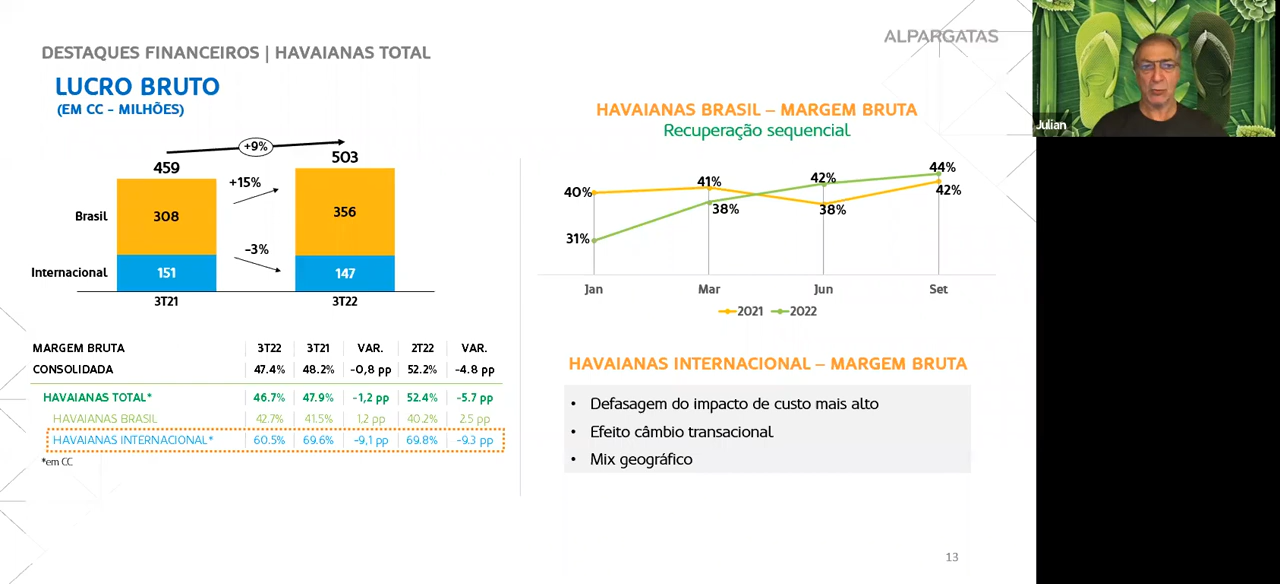 ALPARGATAS
DESTAQUES FINANCEIROS | HAVAIANAS TOTAL
LUCRO BRUTO
(EM CC - MILHÕES)
+9%
459
503
+15%
Brasil
308
356
-3%
Internacional
151
147
3T21
3T22
MARGEM BRUTA 3T22 3T21 VAR. 2T22 VAR.
CONSOLIDADA 47.4% 48.2% -0,8 pp 52.2% -4.8 pp
HAVAIANAS TOTAL* 46.7% 47.9% -1,2 pp 52.4% -5.7 pp
HAVAIANAS BRASIL 42.7% 41.5% 1,2 pp 40.2% 2.5 pp
HAVAIANAS INTERNACIONAL* 60.5% 69.6% -9,1 pp 69.8% -9.3 pp
*em CC
HAVAIANAS BRASIL – MARGEM BRUTA
Recuperação sequencial
40%
41%
42%
44%
31%
38%
38%
42%
Jan
Mar
Jun
Set
2021
2022
HAVAIANAS INTERNACIONAL – MARGEM BRUTA
• Defasagem do impacto de custo mais alto
• Efeito câmbio transacional
• Mix geográfico
13
Julian